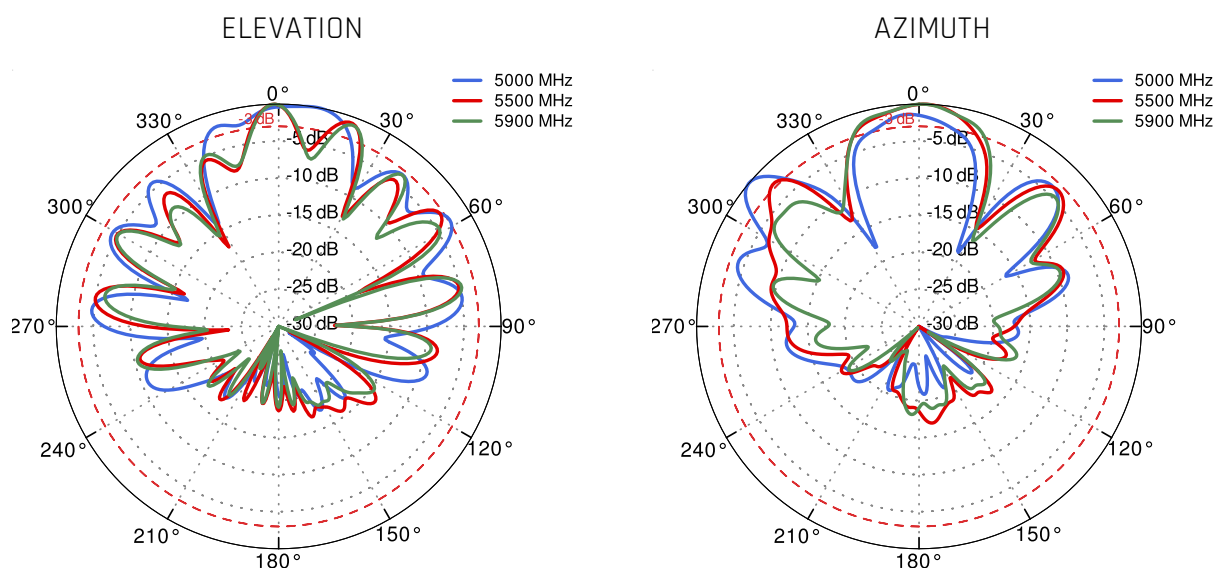 ELEVATION
5000 MHz
5500 MHz
5900 MHz
0°
-3 dB
330°
30°
-5 dB
-10 dB
300°
-15 dB
60°
-20 dB
-25 dB
270°
-30 dB
90°
240°
120°
210°
150°
180°
AZIMUTH
5000 MHz
5500 MHz
5900 MHz
0°
-3 dB
330°
30°
-5 dB
-10 dB
300°
-15 dB
60°
-20 dB
-25 dB
270°
-30 dB
90°
240°
120°
210°
150°
180°